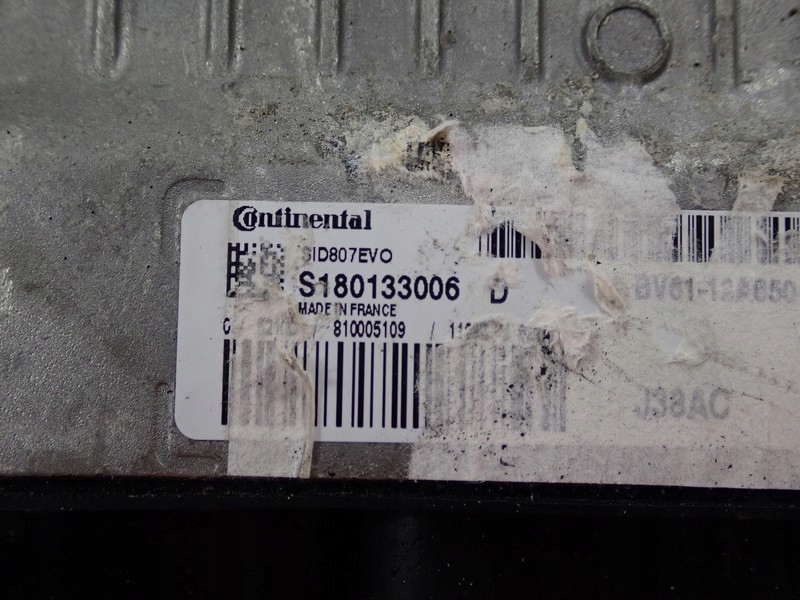 Continental
SID807EVO
S180133006 D
MADE IN FRANCE
810005109 /
BV61-12A650
J38AC